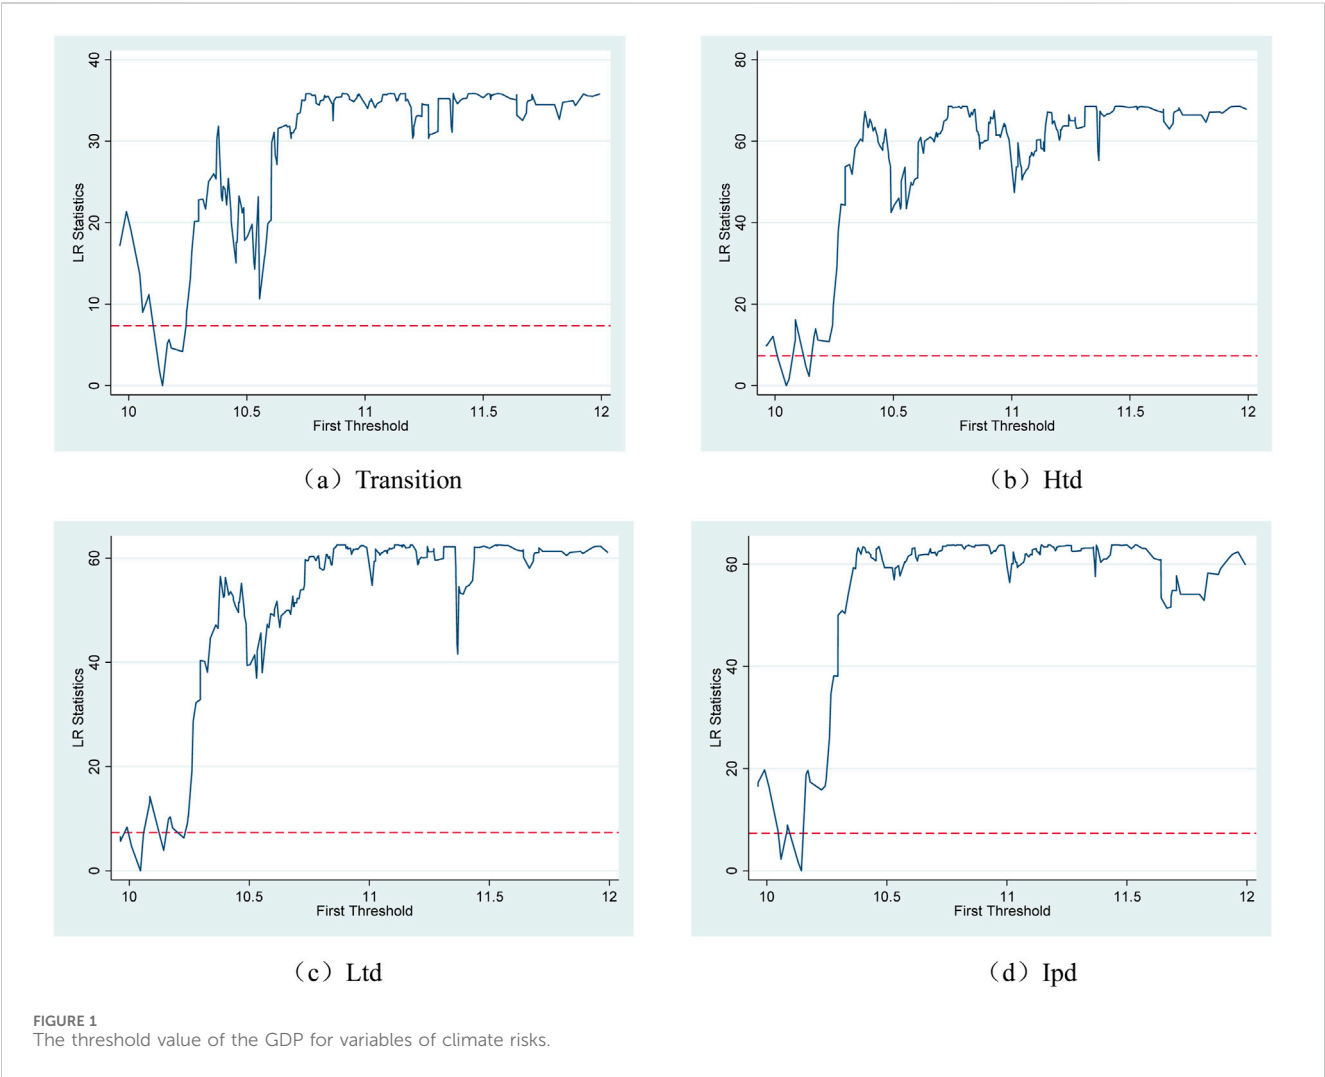 40
30
20
10
0
LR Statistics
10 10.5 11 11.5 12
First Threshold
（a）Transition
80
60
40
20
0
LR Statistics
10 10.5 11 11.5 12
First Threshold
（b）Htd
60
40
20
0
LR Statistics
10 10.5 11 11.5 12
First Threshold
（c）Ltd
60
40
20
0
LR Statistics
10 10.5 11 11.5 12
First Threshold
（d）Ipd
FIGURE 1
The threshold value of the GDP for variables of climate risks.